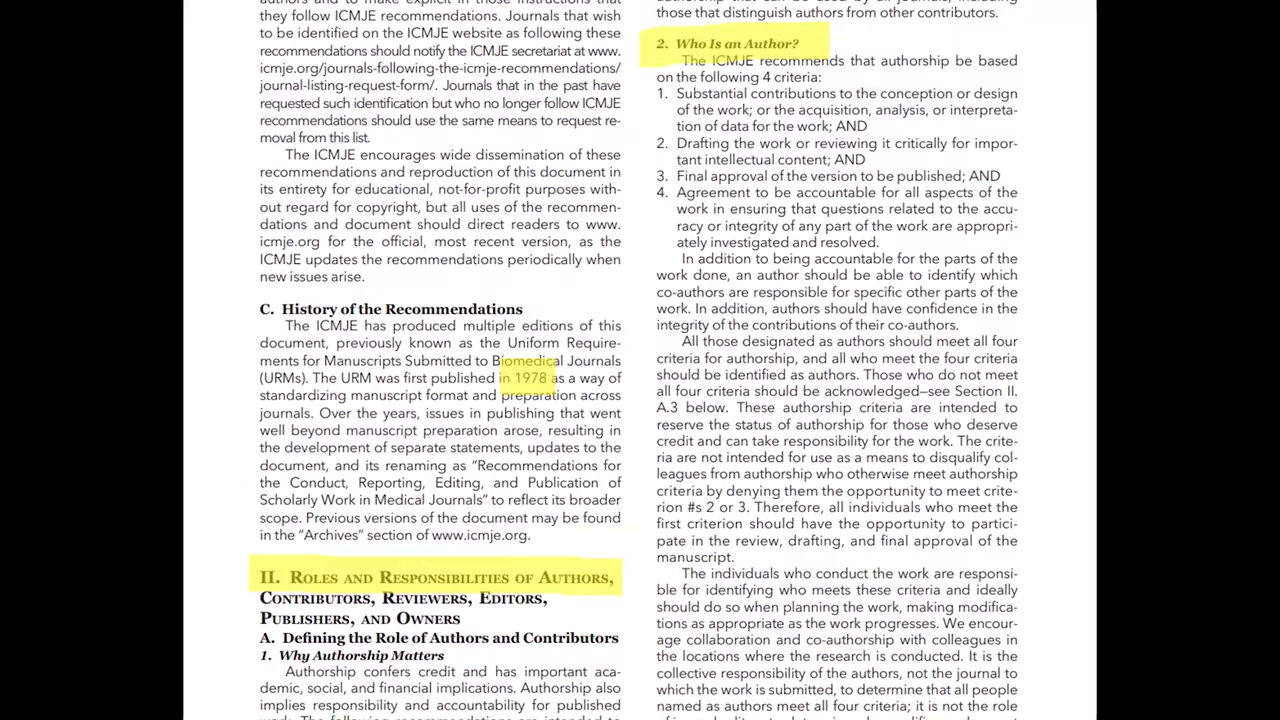 authors and to make explicit in those instructions that
they follow ICMJE recommendations. Journals that wish
to be identified on the ICMJE website as following these
recommendations should notify the ICMJE secretariat at www.
icmje.org/journals-following-the-icmje-recommendations/
journal-listing-request-form/. Journals that in the past have
requested such identification but who no longer follow ICMJE
recommendations should use the same means to request re-
moval from this list.
The ICMJE encourages wide dissemination of these
recommendations and reproduction of this document in
its entirety for educational, not-for-profit purposes with-
out regard for copyright, but all uses of the recommen-
dations and document should direct readers to www.
icmje.org for the official, most recent version, as the
ICMJE updates the recommendations periodically when
new issues arise.
C. History of the Recommendations
The ICMJE has produced multiple editions of this
document, previously known as the Uniform Require-
ments for Manuscripts Submitted to Biomedical Journals
(URMs). The URM was first published in 1978 as a way of
standardizing manuscript format and preparation across
journals. Over the years, issues in publishing that went
well beyond manuscript preparation arose, resulting in
the development of separate statements, updates to the
document, and its renaming as “Recommendations for
the Conduct, Reporting, Editing, and Publication of
Scholarly Work in Medical Journals” to reflect its broader
scope. Previous versions of the document may be found
in the “Archives” section of www.icmje.org.
II. Roles and Responsibilities of Authors,
Contributors, Reviewers, Editors,
Publishers, and Owners
A. Defining the Role of Authors and Contributors
1. Why Authorship Matters
Authorship confers credit and has important aca-
demic, social, and financial implications. Authorship also
implies responsibility and accountability for published
those that distinguish authors from other contributors.
2. Who Is an Author?
The ICMJE recommends that authorship be based
on the following 4 criteria:
1. Substantial contributions to the conception or design
of the work; or the acquisition, analysis, or interpreta-
tion of data for the work; AND
2. Drafting the work or reviewing it critically for impor-
tant intellectual content; AND
3. Final approval of the version to be published; AND
4. Agreement to be accountable for all aspects of the
work in ensuring that questions related to the accu-
racy or integrity of any part of the work are appropri-
ately investigated and resolved.
In addition to being accountable for the parts of the
work done, an author should be able to identify which
co-authors are responsible for specific other parts of the
work. In addition, authors should have confidence in the
integrity of the contributions of their co-authors.
All those designated as authors should meet all four
criteria for authorship, and all who meet the four criteria
should be identified as authors. Those who do not meet
all four criteria should be acknowledged—see Section II.
A.3 below. These authorship criteria are intended to
reserve the status of authorship for those who deserve
credit and can take responsibility for the work. The crite-
ria are not intended for use as a means to disqualify col-
leagues from authorship who otherwise meet authorship
criteria by denying them the opportunity to meet crite-
rion #s 2 or 3. Therefore, all individuals who meet the
first criterion should have the opportunity to partici-
pate in the review, drafting, and final approval of the
manuscript.
The individuals who conduct the work are responsi-
ble for identifying who meets these criteria and ideally
should do so when planning the work, making modifica-
tions as appropriate as the work progresses. We encour-
age collaboration and co-authorship with colleagues in
the locations where the research is conducted. It is the
collective responsibility of the authors, not the journal to
which the work is submitted, to determine that all people
named as authors meet all four criteria; it is not the role